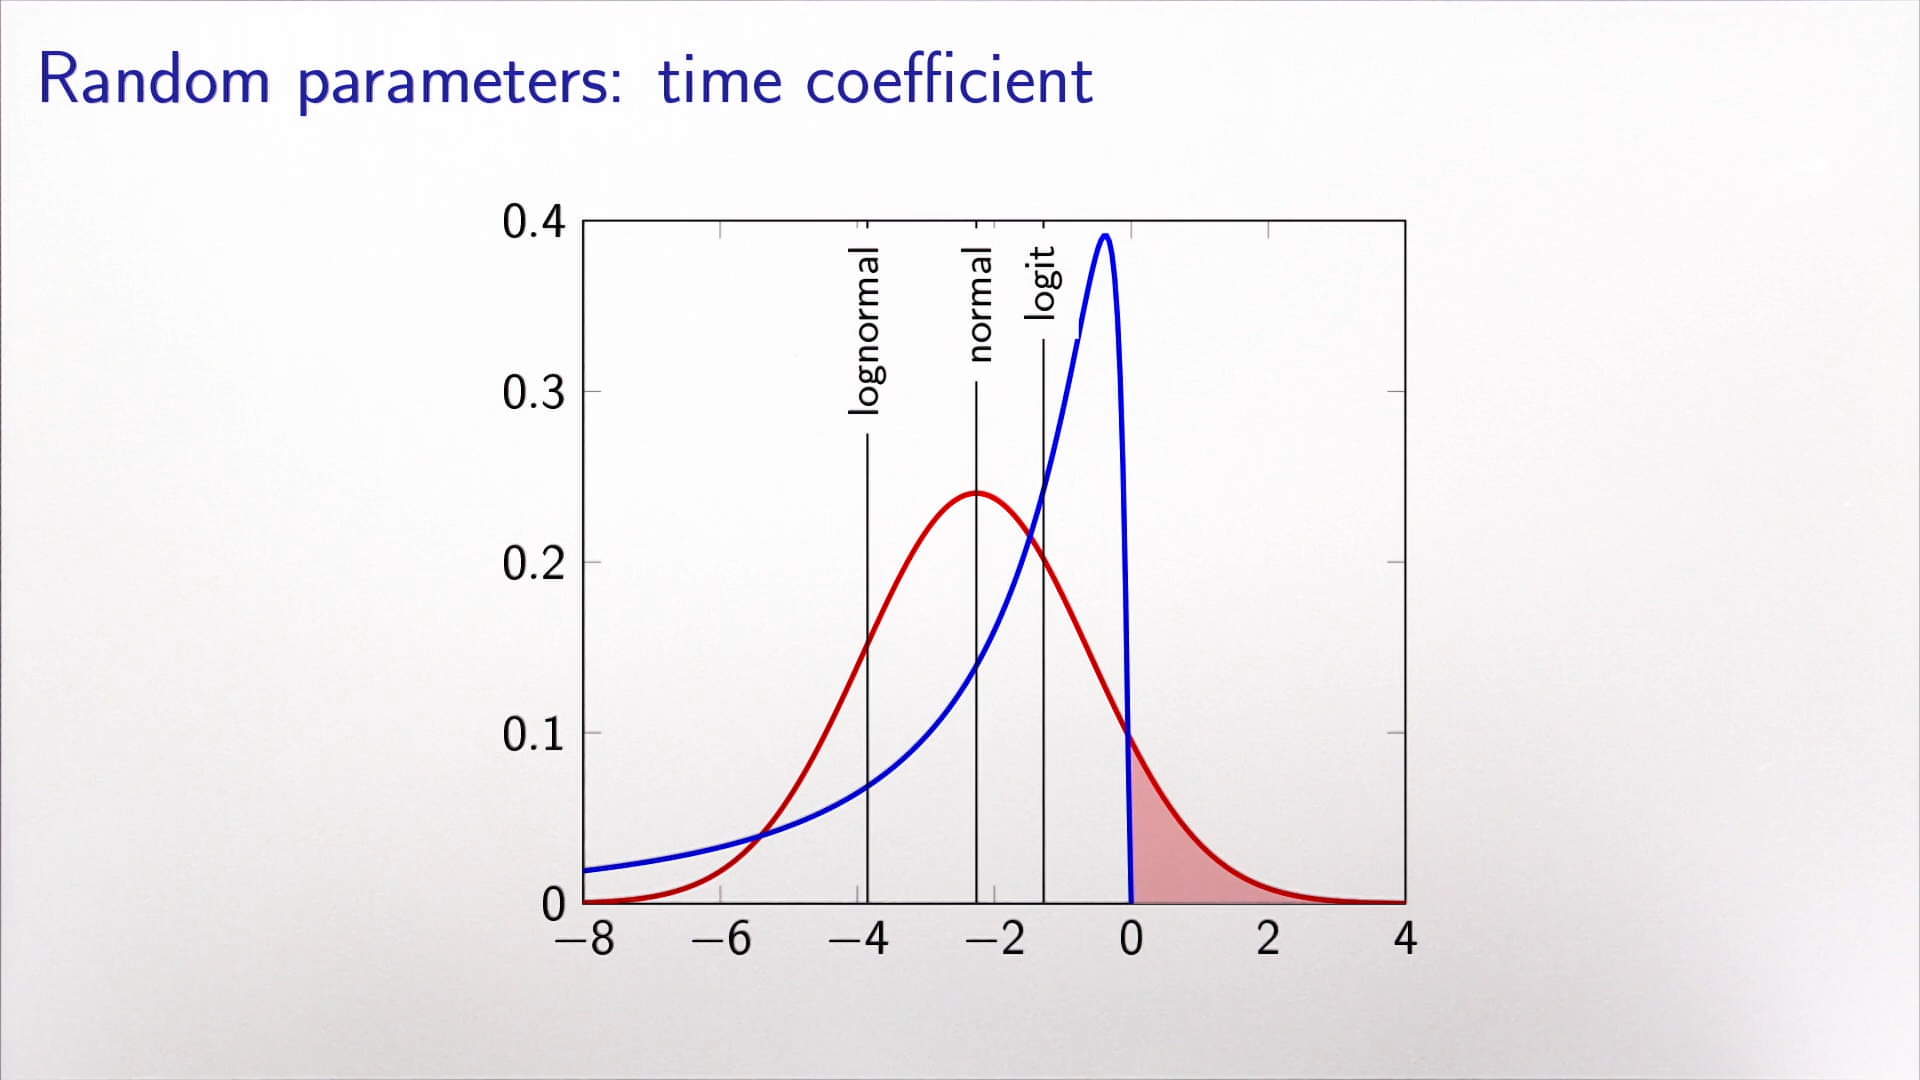 Random parameters: time coefficient
0.4
0.3
0.2
0.1
0
lognormal
normal
logit
−8 −6 −4 −2 0 2 4